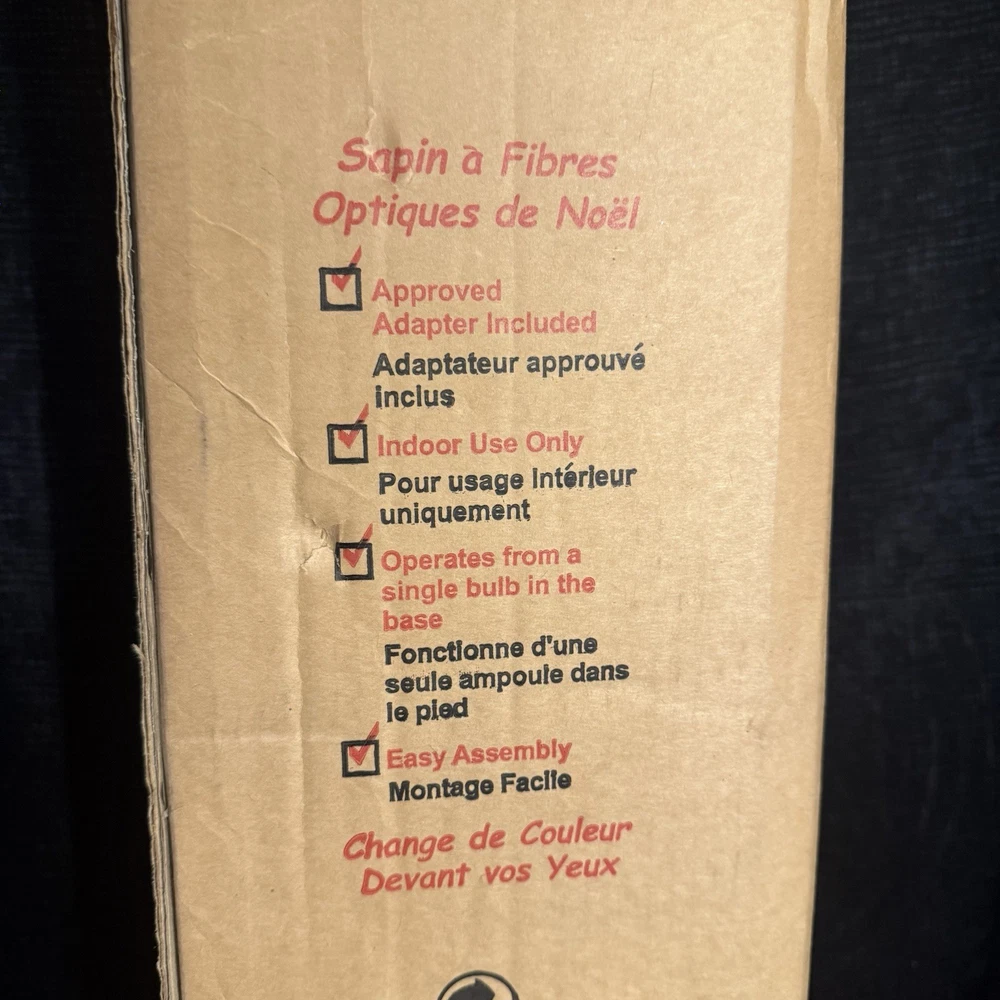 Sapin à Fibres
Optiques de Noël
Approved
Adapter Included
Adaptateur approuvé
inclus
Indoor Use Only
Pour usage intérieur
uniquement
Operates from a
single bulb in the
base
Fonctionne d'une
seule ampoule dans
le pied
Easy Assembly
Montage Facile
Change de Couleur
Devant vos Yeux